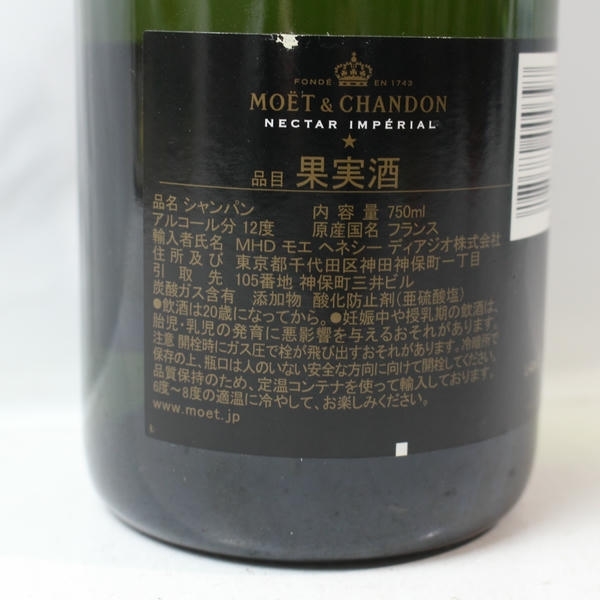 FONDÉ EN 1743
MOËT & CHANDON
NECTAR IMPÉRIAL
品目 果実酒
品名 シャンパン 内容量 750ml
アルコール分 12度 原産国名 フランス
輸入者氏名 MHD モエ ヘネシー ディアジオ株式会社
住所及び 東京都千代田区神田神保町一丁目
引取先 105番地 神保町三井ビル
炭酸ガス含有 添加物 酸化防止剤(亜硫酸塩)
●飲酒は20歳になってから。●妊娠中や授乳期の飲酒は、
胎児・乳児の発育に悪影響を与えるおそれがあります。
注意 開栓時にガス圧で栓が飛び出すおそれがあります。冷暗所で
保存の上、瓶口は人のいない安全な方向に向けて開栓してください。
品質保持のため、定温コンテナを使って輸入しております。
6度〜8度の適温に冷やして、お楽しみください。
www.moet.jp